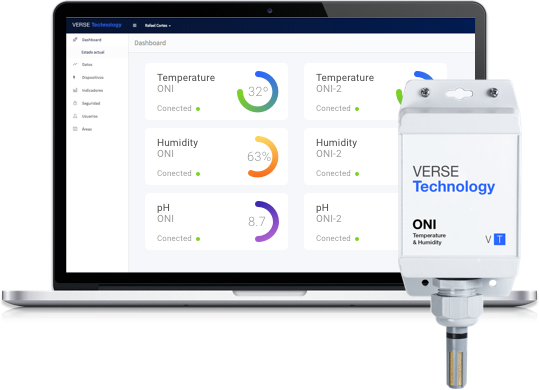 VERSE Technology
Rafael Cortes
Dashboard
Estado actual
Datos
Dispositivos
Indicadores
Seguridad
Usuarios
Areas
Dashboard
Temperature
ONI
Conected
32°
Temperature
ONI-2
Conected
Humidity
ONI
Conected
63%
Humidity
ONI-2
Conected
pH
ONI
Conected
8.7
pH
ONI-2
Conected
VERSE
Technology
ONI
Temperature
& Humidity
V T